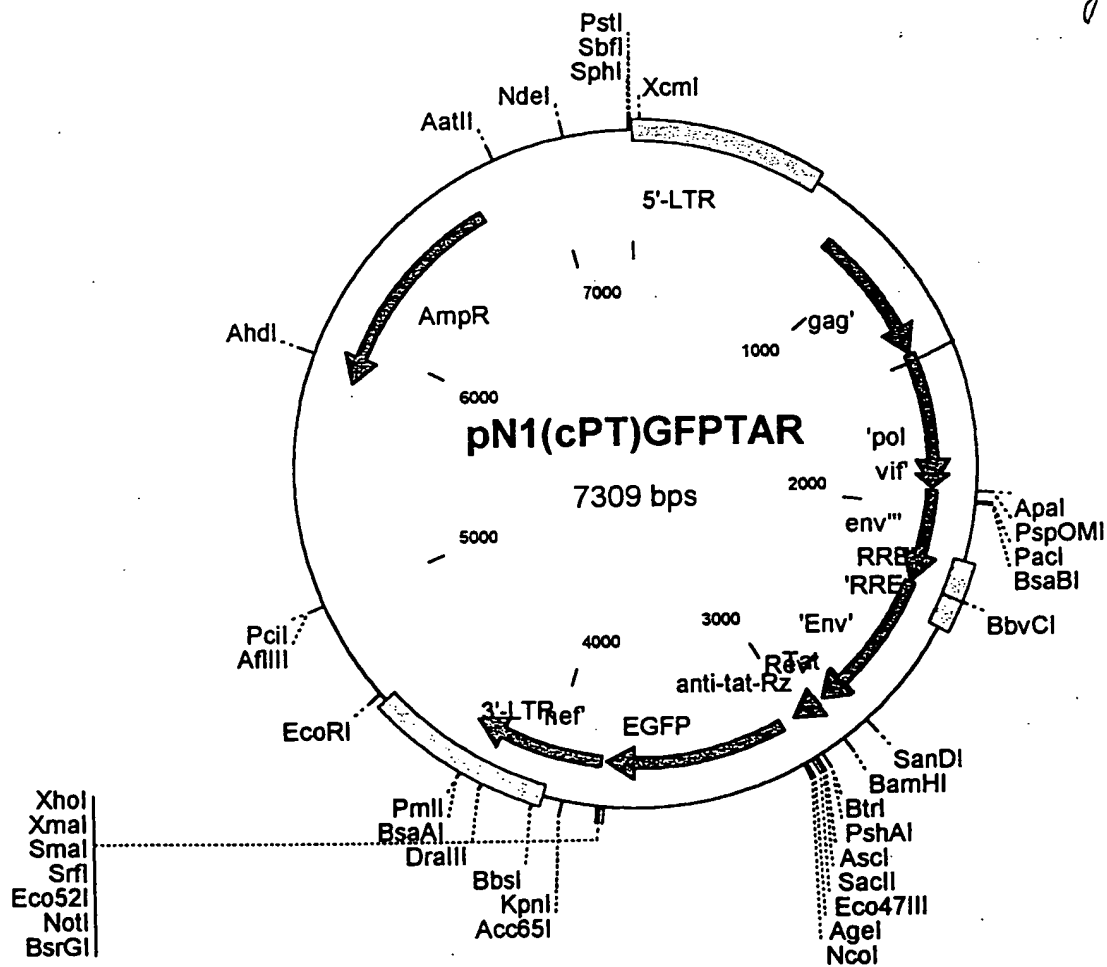 PstI
SbfI
SphI
XcmI
NdeI
AatII
5'-LTR
7000
AmpR
gag'
1000
AhdI
6000
pN1(cPT)GFPTAR
'pol
vif'
7309 bps
2000
ApaI
PspOMI
PacI
BsaBI
env'''
5000
RRE
'RRE
BbvCI
'Env'
3000
PciI
AflIII
4000
Rev
Tat
anti-tat-Rz
3'-LTR
nef'
EGFP
EcoRI
SanDI
BamHI
XhoI
XmaI
SmaI
SrfI
Eco52I
NotI
BsrGI
PmlI
BsaAI
DraIII
BbsI
KpnI
Acc65I
BtrI
PshAI
AscI
SacII
Eco47III
AgeI
NcoI